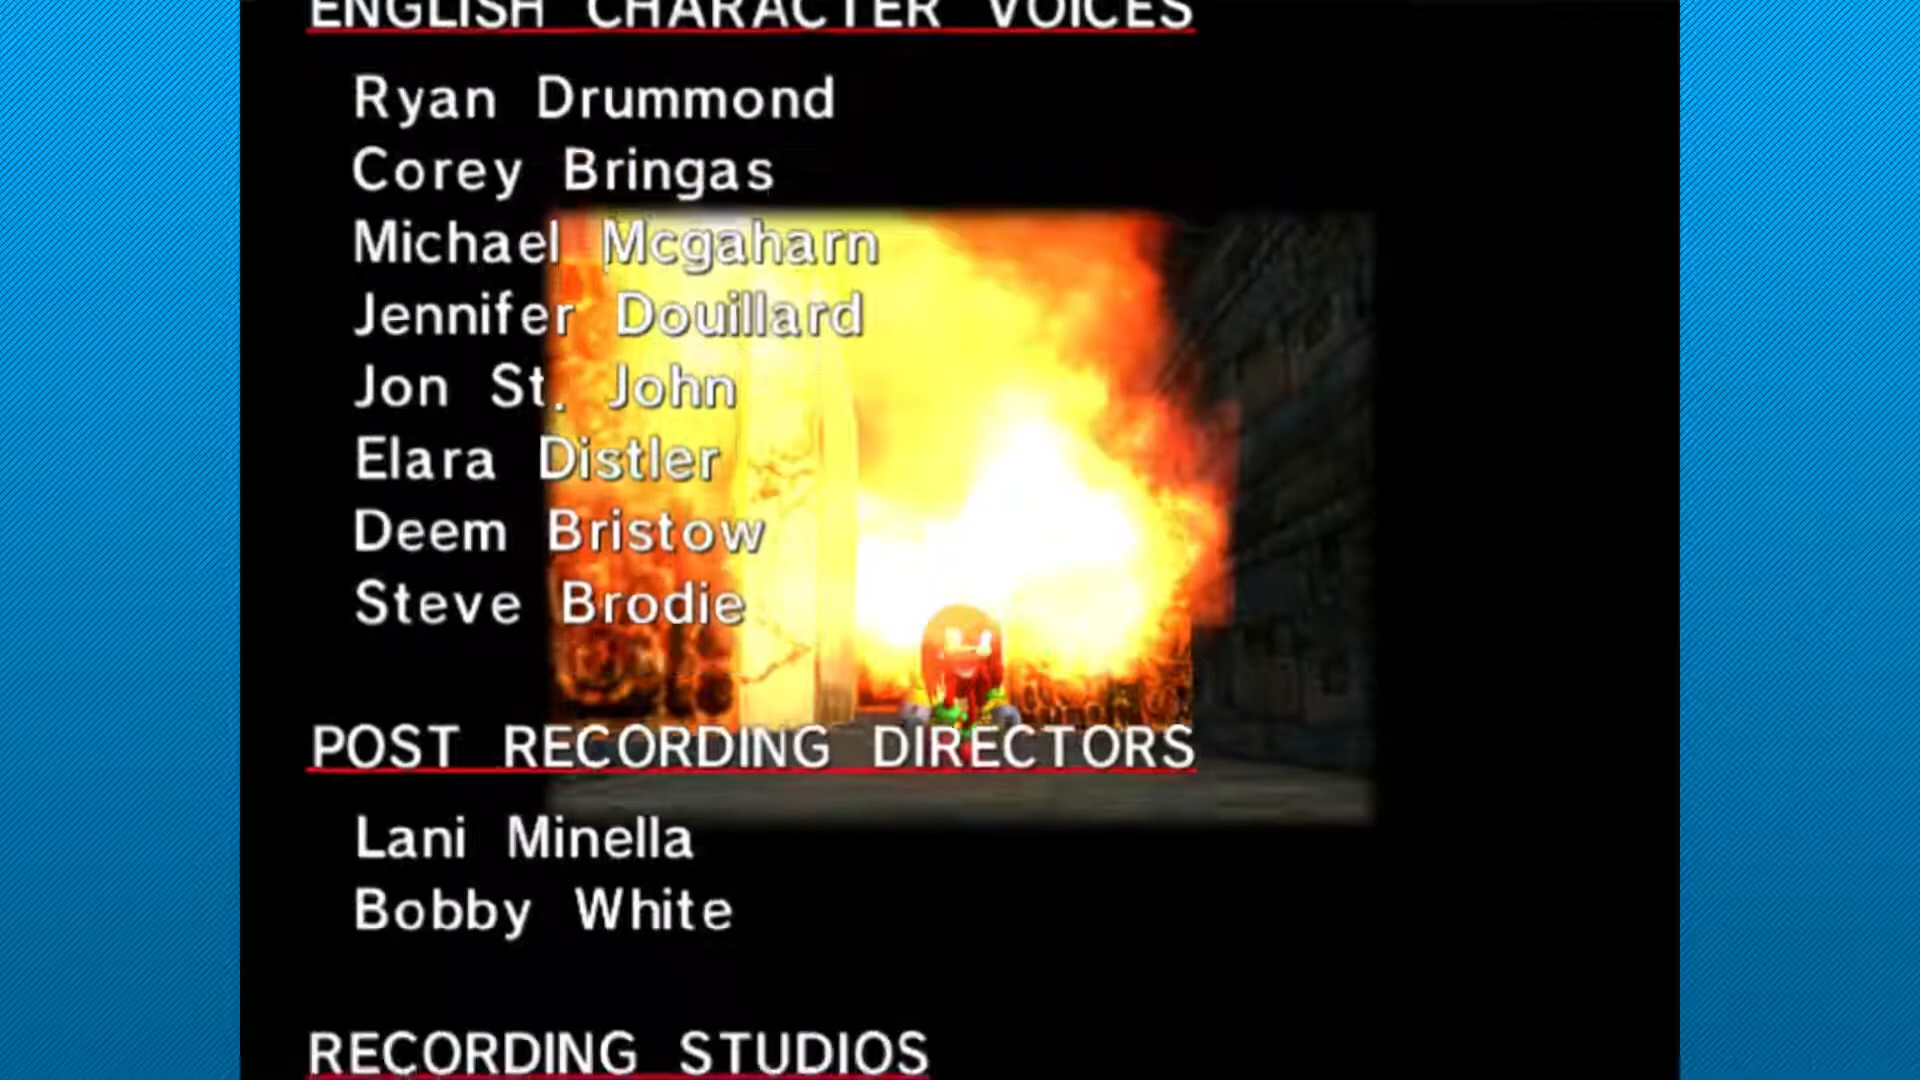 ENGLISH CHARACTER VOICES
Ryan Drummond
Corey Bringas
Michael Mcgaharn
Jennifer Douillard
Jon St. John
Elara Distler
Deem Bristow
Steve Brodie
POST RECORDING DIRECTORS
Lani Minella
Bobby White
RECORDING STUDIOS